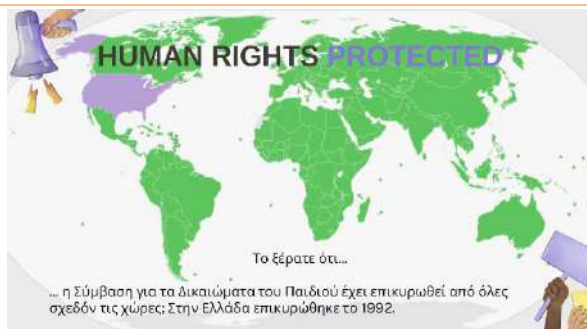 HUMAN RIGHTS PROTECTED
Το ξέρατε ότι...
... η Σύμβαση για τα Δικαιώματα του Παιδιού έχει επικυρωθεί από όλες
σχεδόν τις χώρες; Στην Ελλάδα επικυρώθηκε το 1992.